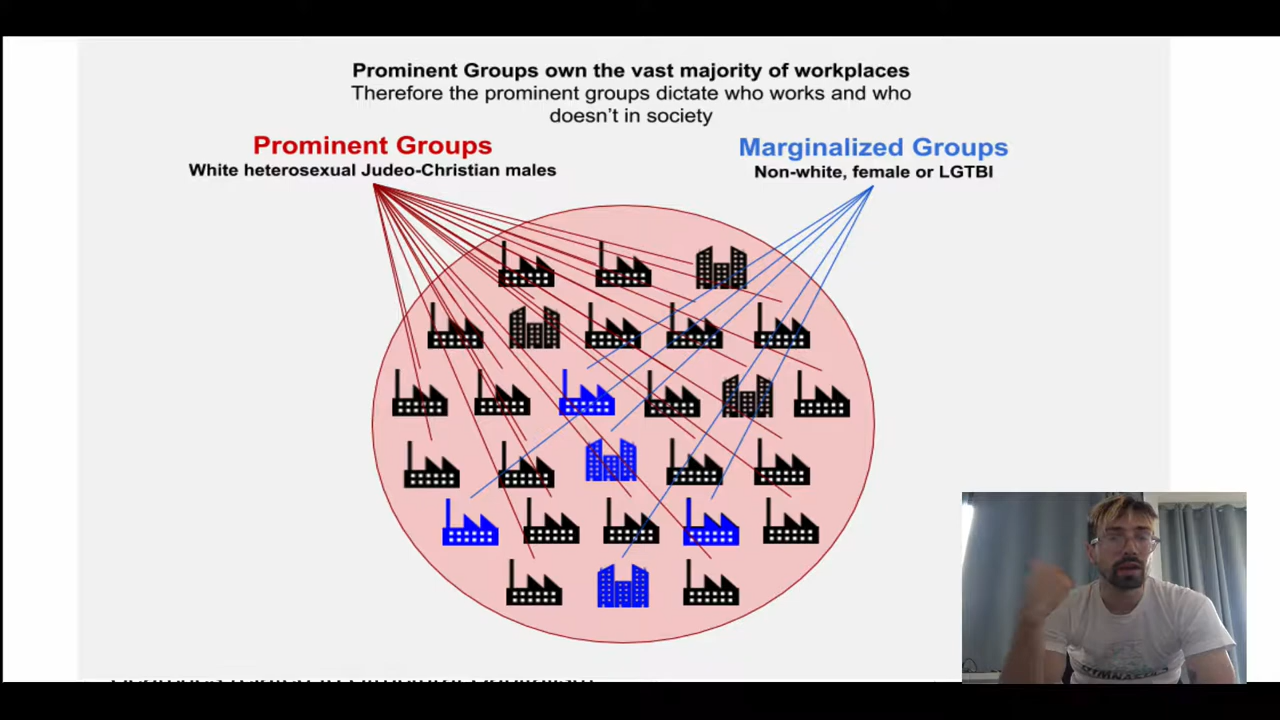 Prominent Groups own the vast majority of workplaces
Therefore the prominent groups dictate who works and who
doesn't in society
Prominent Groups
White heterosexual Judeo-Christian males
Marginalized Groups
Non-white, female or LGTBI